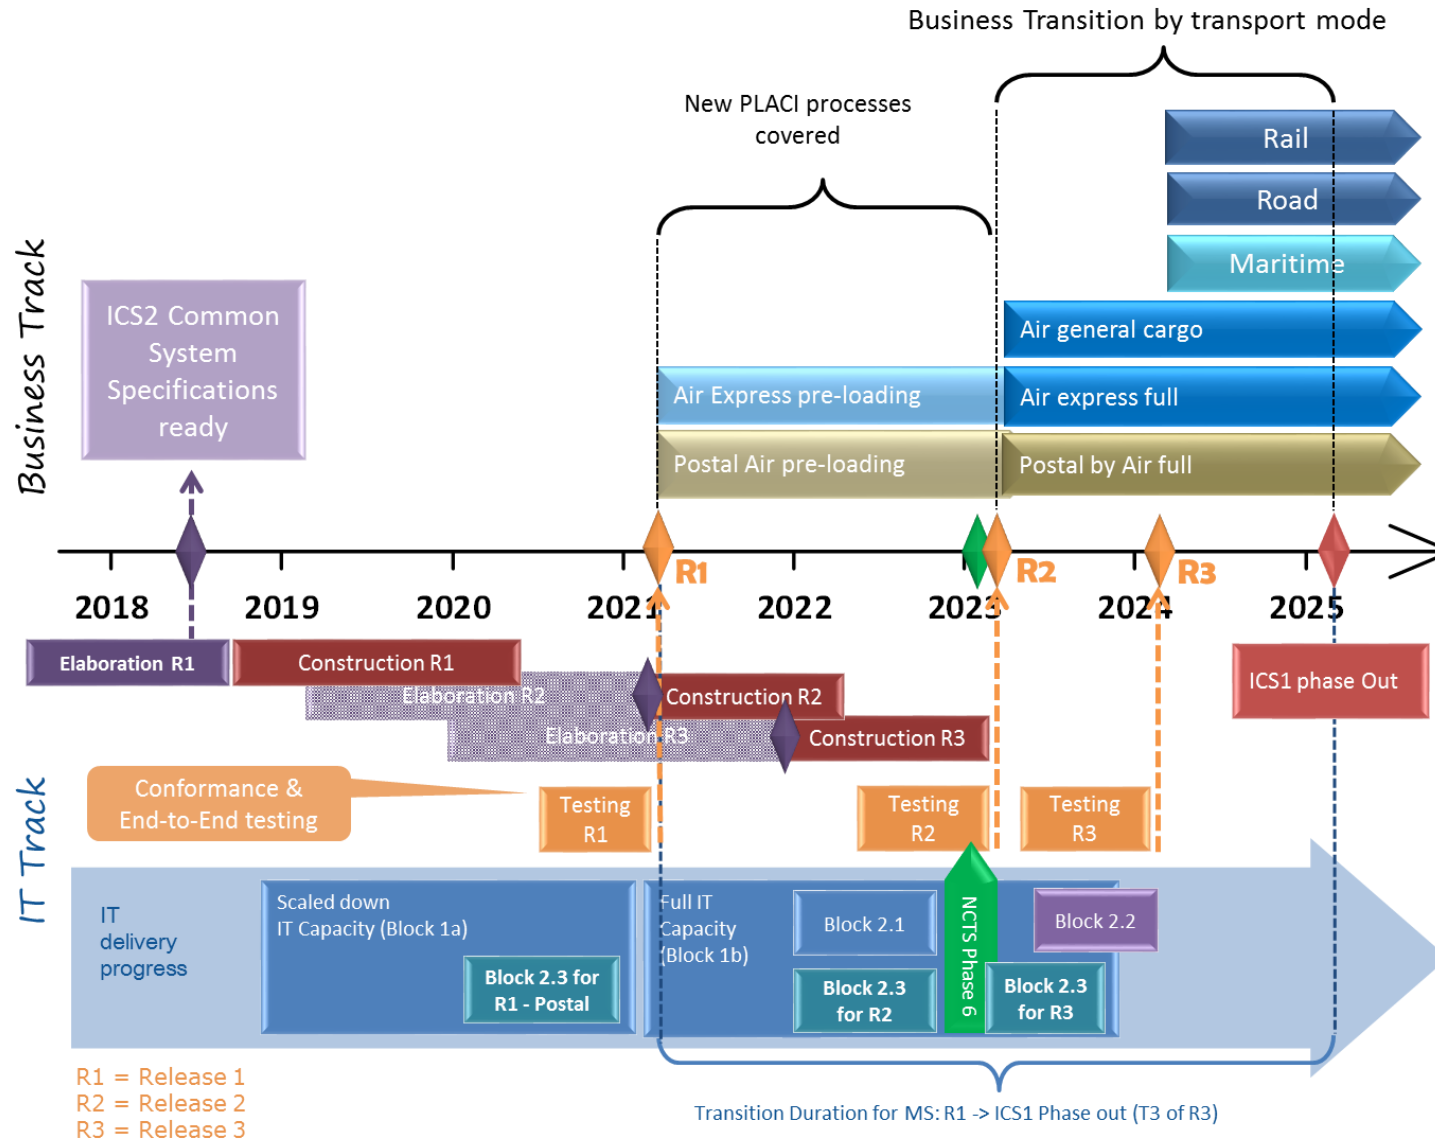 Business Transition by transport mode
New PLACI processes
covered
Rail
Road
Maritime
Air general cargo
Air Express pre-loading
Air express full
Postal Air pre-loading
Postal by Air full
Business Track
ICS2 Common
System
Specifications
ready
R1
R2
R3
2018
2019
2020
2021
2022
2023
2024
2025
Elaboration R1
Construction R1
Elaboration R2
Construction R2
Elaboration R3
Construction R3
ICS1 phase Out
IT Track
Conformance &
End-to-End testing
Testing
R1
Testing
R2
Testing
R3
IT
delivery
progress
Scaled down
IT Capacity (Block 1a)
Block 2.3 for
R1 - Postal
Full IT
Capacity
(Block 1b)
Block 2.1
Block 2.3
for R2
NCTS Phase 6
Block 2.2
Block 2.3
for R3
R1 = Release 1
R2 = Release 2
R3 = Release 3
Transition Duration for MS: R1 -> ICS1 Phase out (T3 of R3)